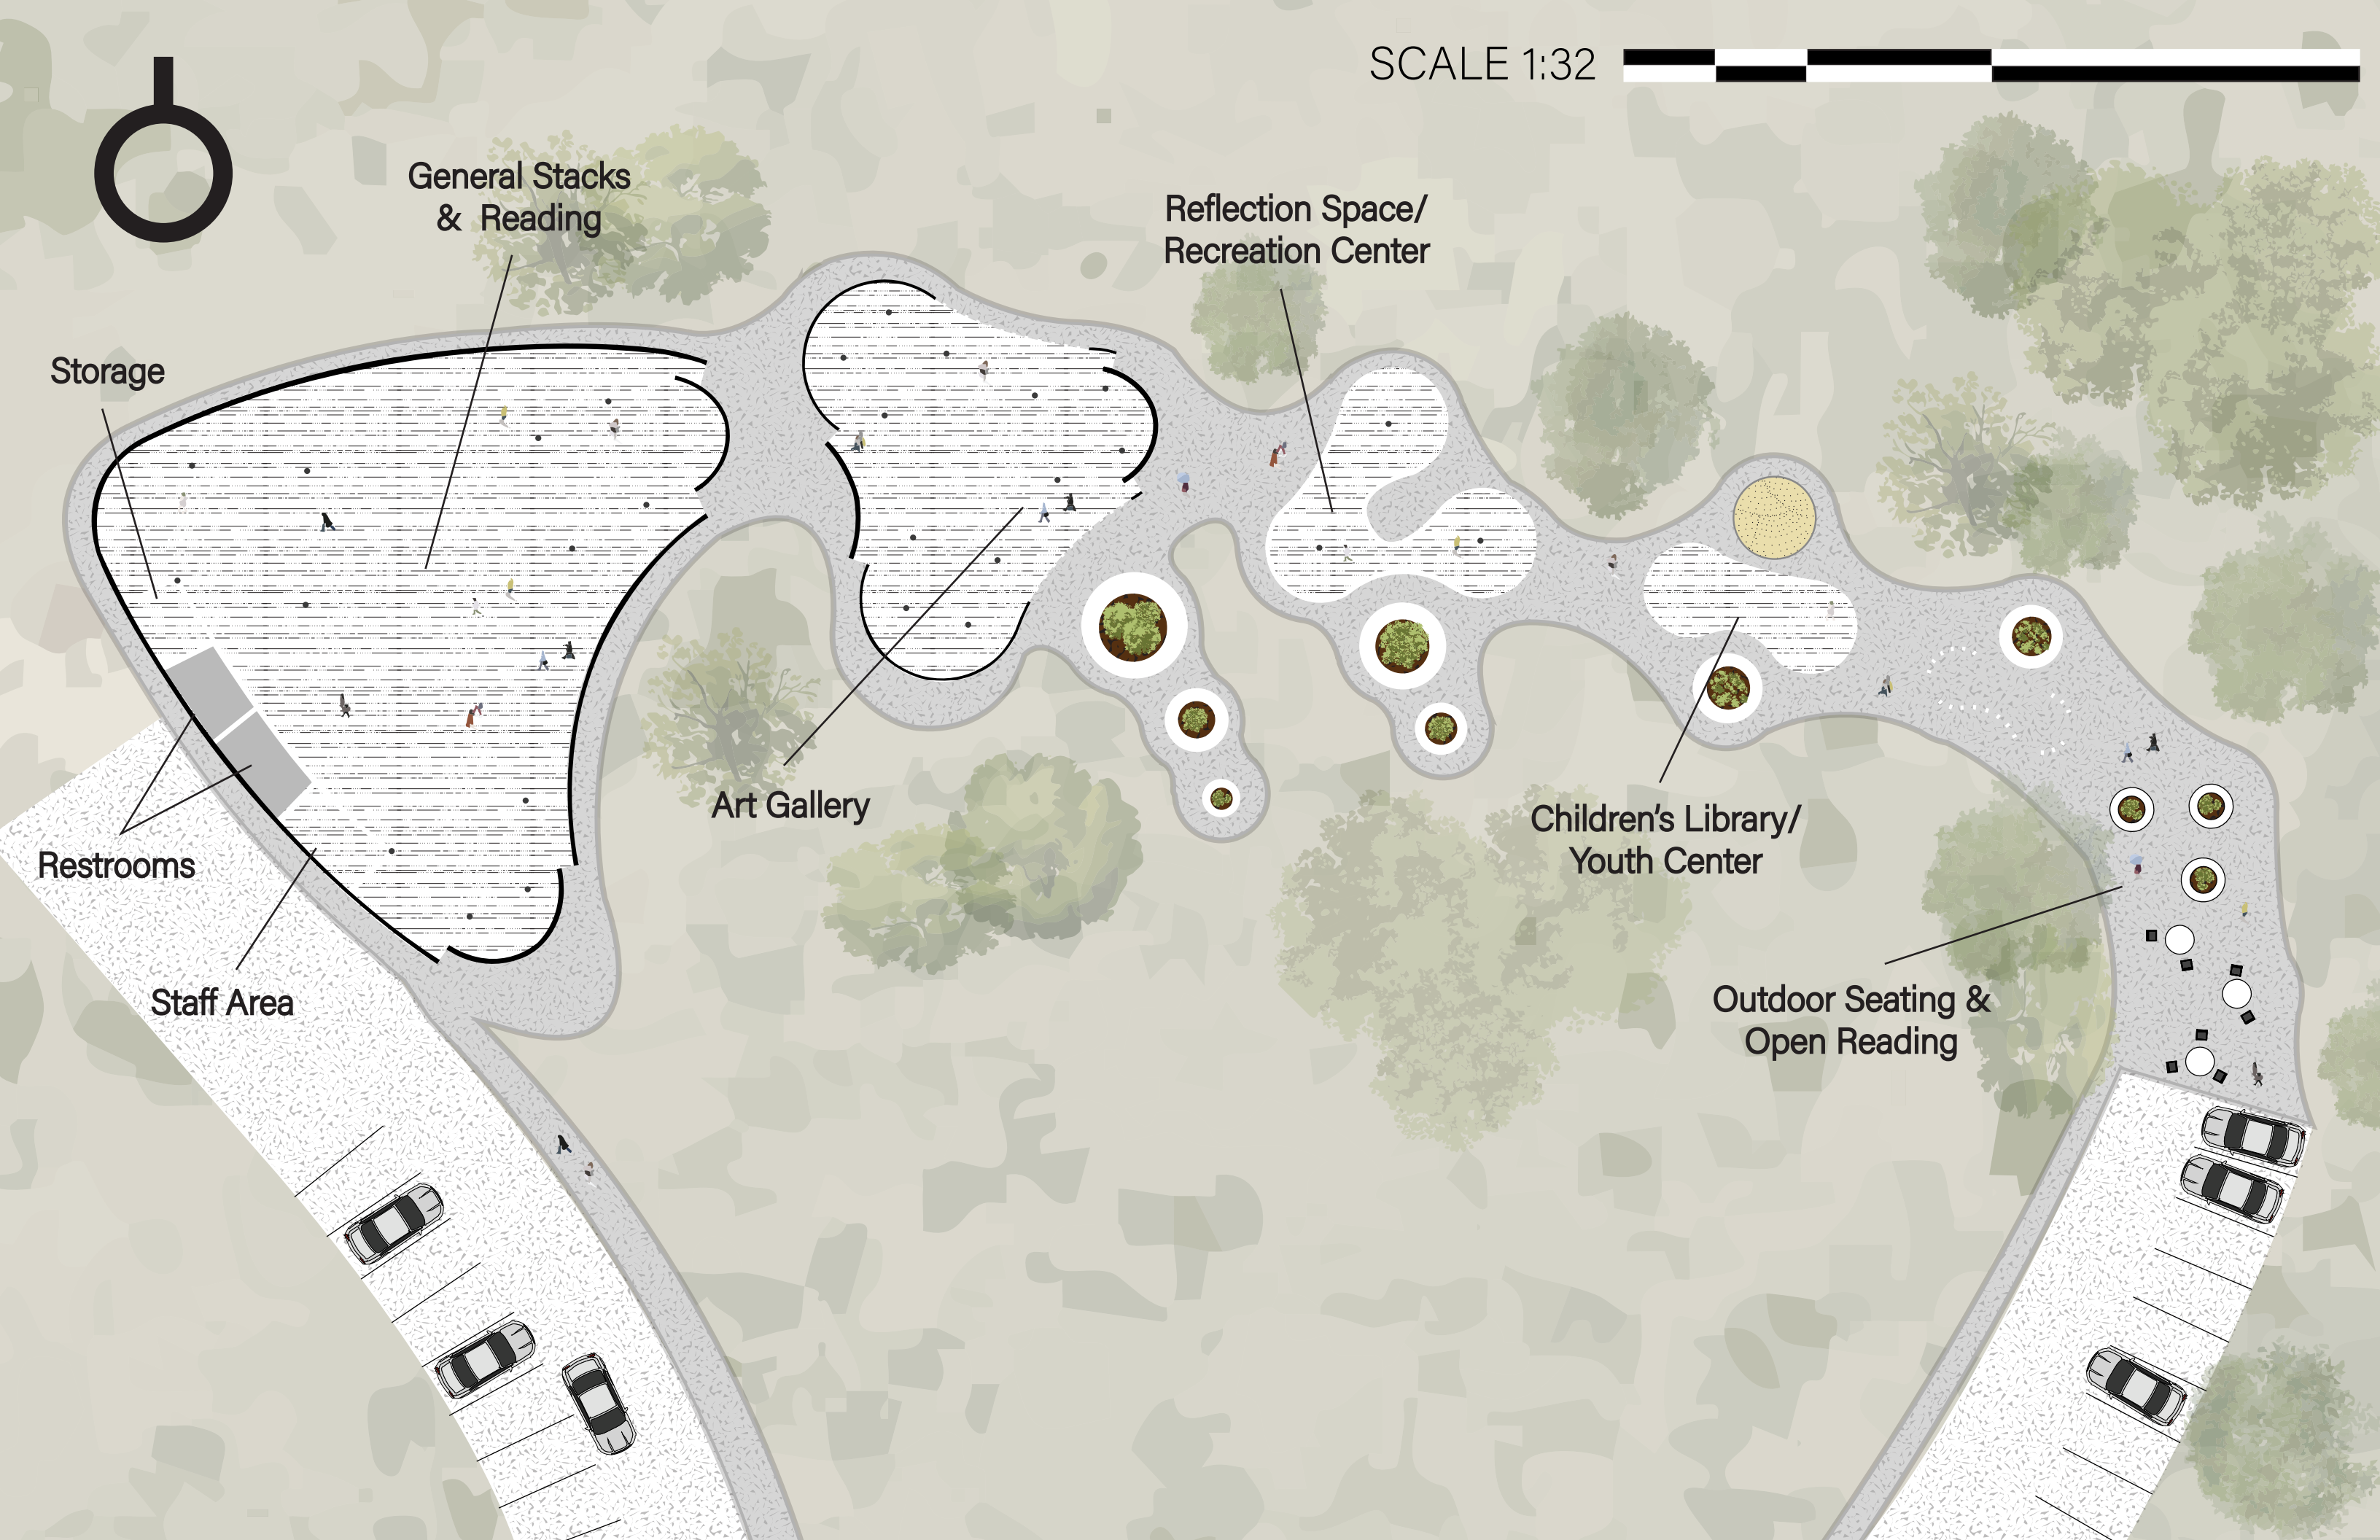 SCALE 1:32
General Stacks
& Reading
Reflection Space/
Recreation Center
Storage
Art Gallery
Children's Library/
Youth Center
Restrooms
Staff Area
Outdoor Seating &
Open Reading